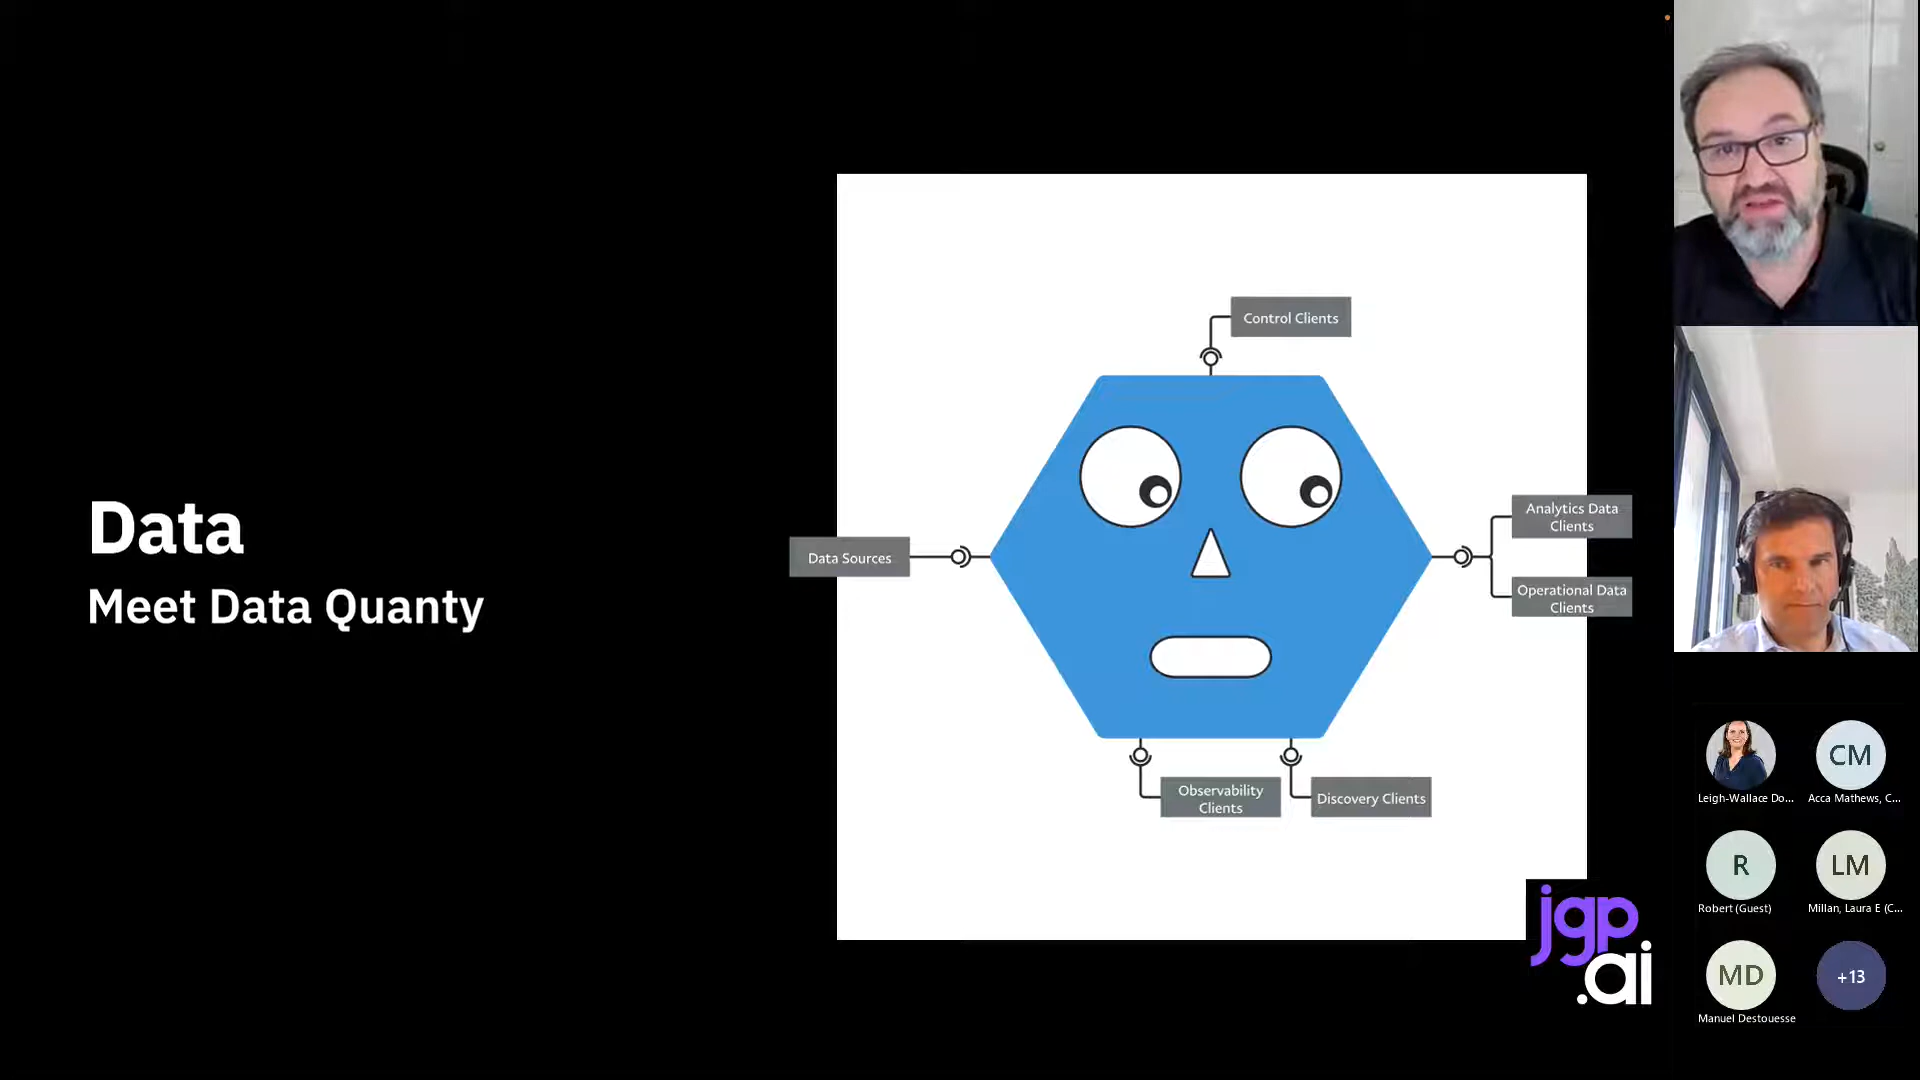 Data
Meet Data Quanty
Control Clients
Data Sources
Analytics Data
Clients
Operational Data
Clients
Observability
Clients
Discovery Clients
jgp
.ai
Leigh-Wallace Do...
CM
Acca Mathews, C...
R
Robert (Guest)
LM
Millan, Laura E (C...
MD
Manuel Destouesse
+13